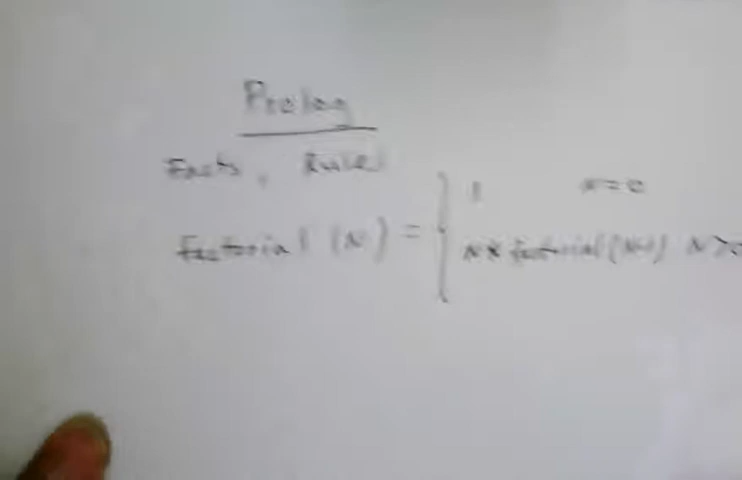 Prolog
Facts, Rules
factorial (N) = { 1 N=0
N * factorial(N-1) N>0